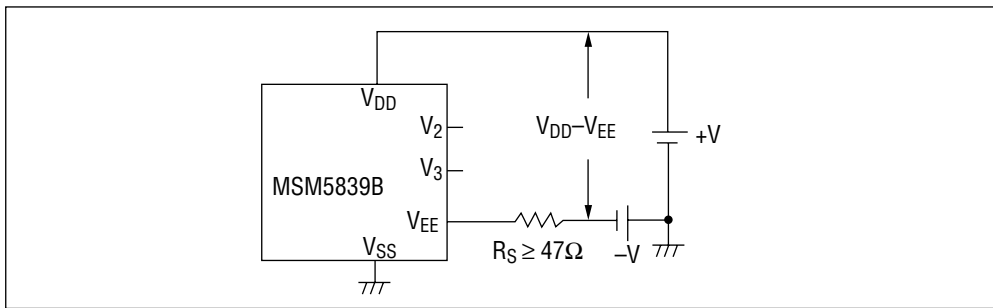 V_DD
V_2
V_DD–V_EE
+V
V_3
MSM5839B
V_EE
V_SS
R_S ≥ 47Ω
–V